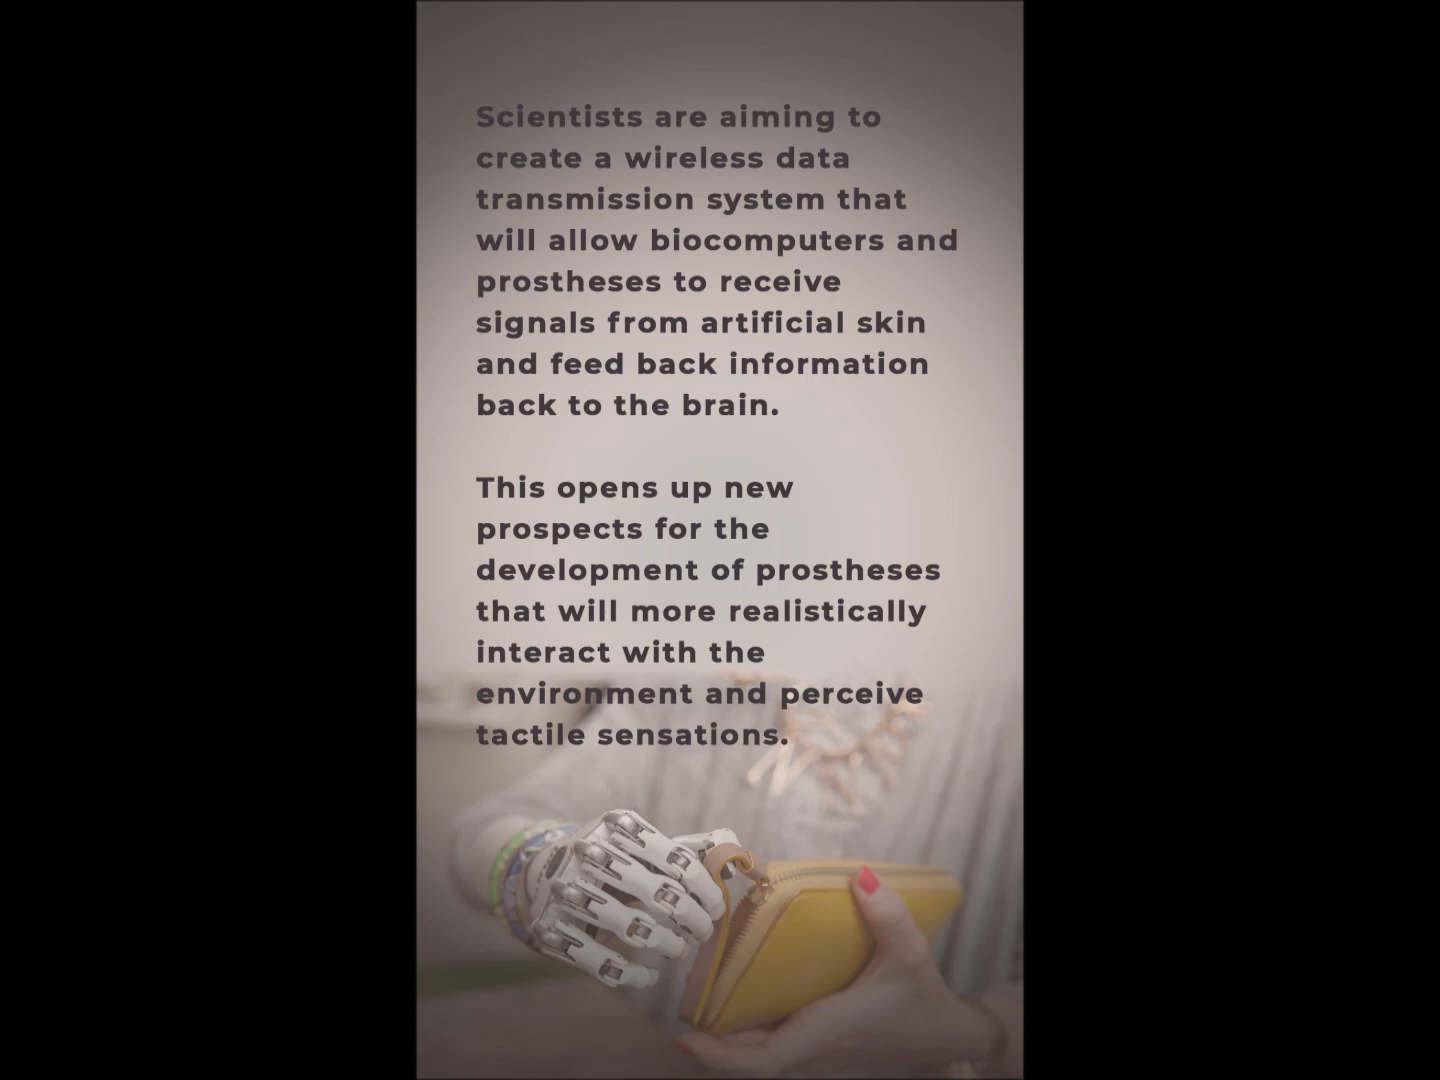 Scientists are aiming to
create a wireless data
transmission system that
will allow biocomputers and
prostheses to receive
signals from artificial skin
and feed back information
back to the brain.
This opens up new
prospects for the
development of prostheses
that will more realistically
interact with the
environment and perceive
tactile sensations.